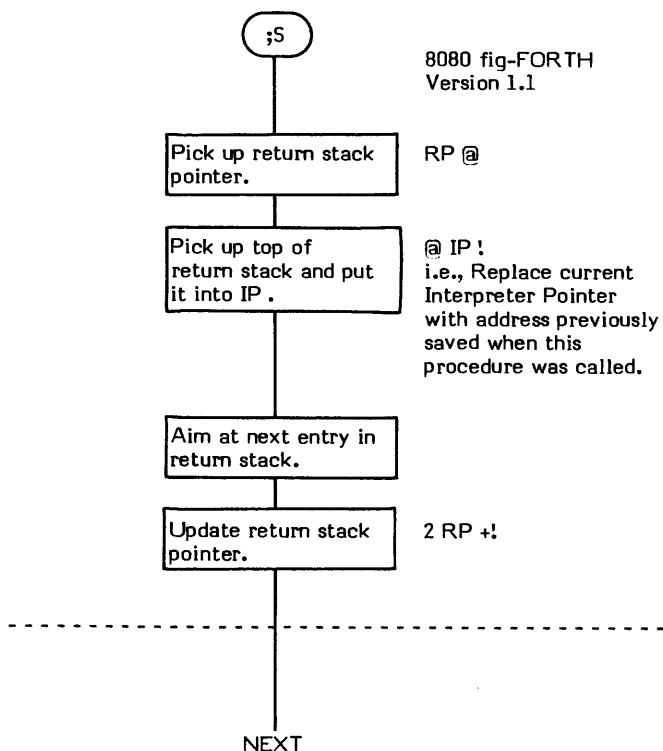 ;S
8080 fig-FORTH
Version 1.1
Pick up return stack
pointer.
RP @
Pick up top of
return stack and put
it into IP .
@ IP !
i.e., Replace current
Interpreter Pointer
with address previously
saved when this
procedure was called.
Aim at next entry in
return stack.
Update return stack
pointer.
2 RP +!
NEXT